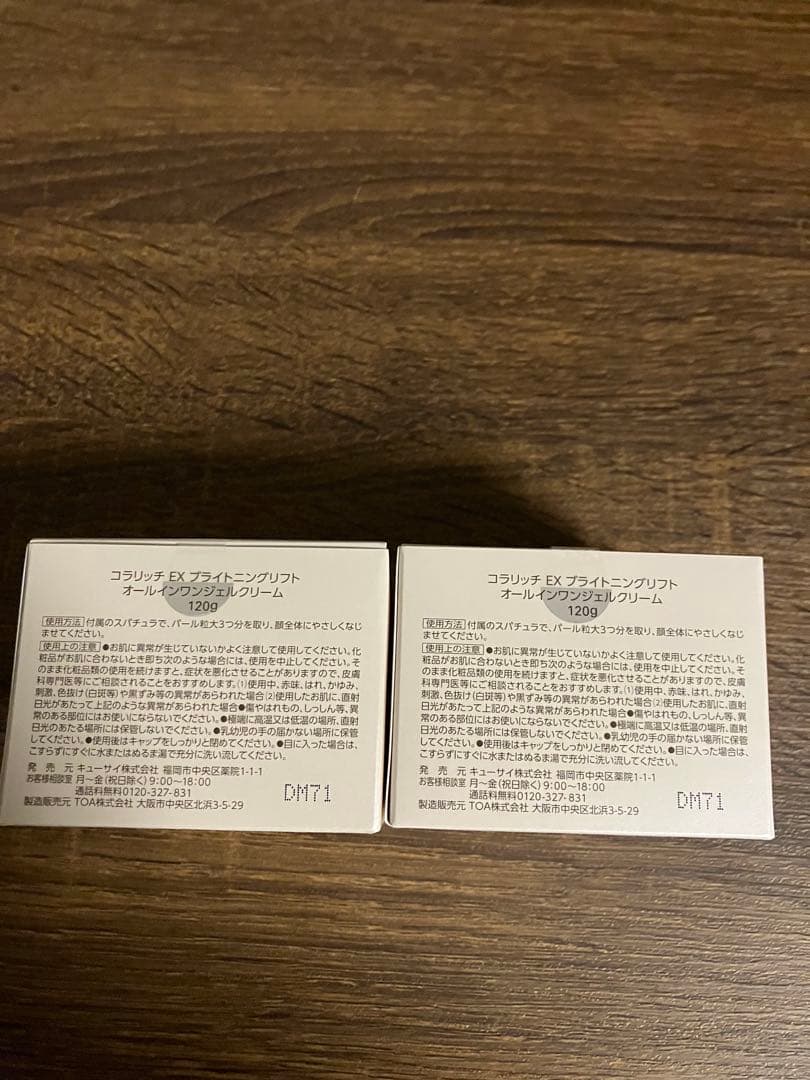 コラリッチ EX ブライトニングリフト
オールインワンジェルクリーム
120g
使用方法 付属のスパチュラで、パール粒大3つ分を取り、顔全体にやさしくなじ
ませてください。
使用上の注意 ●お肌に異常が生じていないかよく注意して使用してください。化
粧品がお肌に合わないとき即ち次のような場合には、使用を中止してください。そ
のまま化粧品類の使用を続けますと、症状を悪化させることがありますので、皮膚
科専門医等にご相談されることをおすすめします。(1)使用中、赤味、はれ、かゆみ、
刺激、色抜け(白斑等)や黒ずみ等の異常があらわれた場合(2)使用したお肌に、直射
日光があたって上記のような異常があらわれた場合●傷やはれもの、しっしん等、異
常のある部位にはお使いにならないでください。●極端に高温又は低温の場所、直射
日光のあたる場所には保管しないでください。●乳幼児の手の届かない場所に保管
してください。●使用後はキャップをしっかりと閉めてください。●目に入った場合は、
こすらずにすぐに水またはぬるま湯で充分に洗い流してください。
発 売 元 キューサイ株式会社 福岡市中央区薬院1-1-1
お客様相談室 月～金(祝日除く)9:00～18:00
通話料無料0120-327-831
製造販売元 TOA株式会社 大阪市中央区北浜3-5-29
DM71
コラリッチ EX ブライトニングリフト
オールインワンジェルクリーム
120g
使用方法 付属のスパチュラで、パール粒大3つ分を取り、顔全体にやさしくなじ
ませてください。
使用上の注意 ●お肌に異常が生じていないかよく注意して使用してください。化
粧品がお肌に合わないとき即ち次のような場合には、使用を中止してください。そ
のまま化粧品類の使用を続けますと、症状を悪化させることがありますので、皮膚
科専門医等にご相談されることをおすすめします。(1)使用中、赤味、はれ、かゆみ、
刺激、色抜け(白斑等)や黒ずみ等の異常があらわれた場合(2)使用したお肌に、直射
日光があたって上記のような異常があらわれた場合●傷やはれもの、しっしん等、異
常のある部位にはお使いにならないでください。●極端に高温又は低温の場所、直射
日光のあたる場所には保管しないでください。●乳幼児の手の届かない場所に保管
してください。●使用後はキャップをしっかりと閉めてください。●目に入った場合は、
こすらずにすぐに水またはぬるま湯で充分に洗い流してください。
発 売 元 キューサイ株式会社 福岡市中央区薬院1-1-1
お客様相談室 月～金(祝日除く)9:00～18:00
通話料無料0120-327-831
製造販売元 TOA株式会社 大阪市中央区北浜3-5-29
DM71